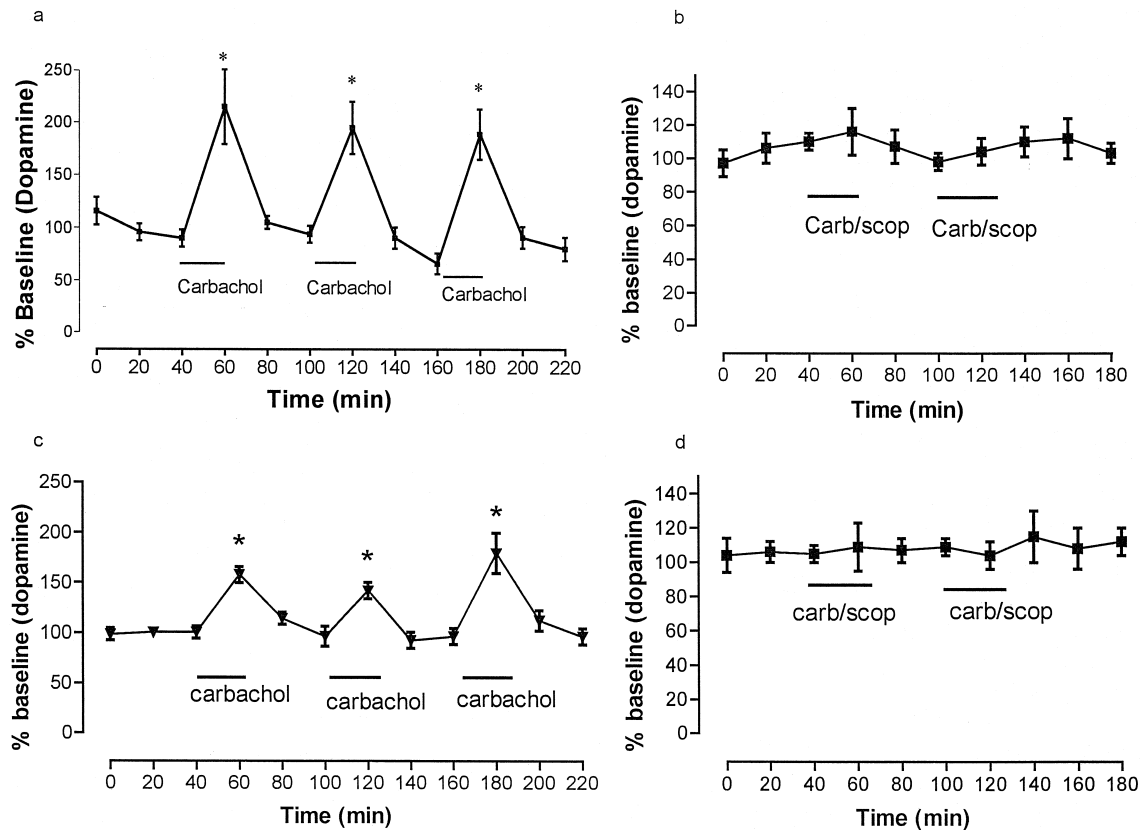 a
% Baseline (Dopamine)
250
200
150
100
50
0
*
*
*
Carbachol
Carbachol
Carbachol
0 20 40 60 80 100 120 140 160 180 200 220
Time (min)
b
% baseline (dopamine)
140
120
100
80
60
40
20
0
Carb/scop
Carb/scop
0 20 40 60 80 100 120 140 160 180
Time (min)
c
% baseline (dopamine)
250
200
150
100
50
0
*
*
*
carbachol
carbachol
carbachol
0 20 40 60 80 100 120 140 160 180 200 220
Time (min)
d
% baseline (dopamine)
140
120
100
80
60
40
20
0
carb/scop
carb/scop
0 20 40 60 80 100 120 140 160 180
Time (min)